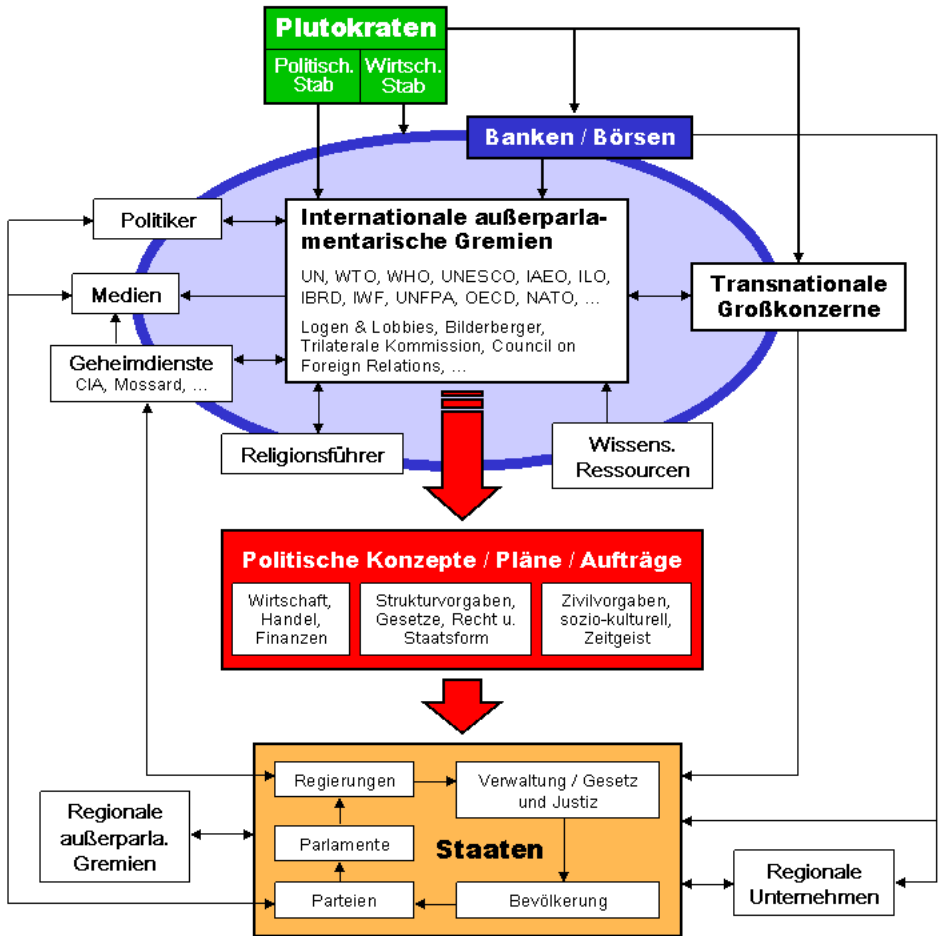 Plutokraten
Politisch.
Stab
Wirtsch.
Stab
Banken / Börsen
Politiker
Internationale außerparla-
mentarische Gremien
UN, WTO, WHO, UNESCO, IAEO, ILO,
IBRD, IWF, UNFPA, OECD, NATO, ...
Logen & Lobbies, Bilderberger,
Trilaterale Kommission, Council on
Foreign Relations, ...
Medien
Transnationale
Großkonzerne
Geheimdienste
CIA, Mossard, ...
Religionsführer
Wissens.
Ressourcen
Politische Konzepte / Pläne / Aufträge
Wirtschaft,
Handel,
Finanzen
Strukturvorgaben,
Gesetze, Recht u.
Staatsform
Zivilvorgaben,
sozio-kulturell,
Zeitgeist
Regierungen
Verwaltung / Gesetz
und Justiz
Regionale
außerparla.
Gremien
Parlamente
Staaten
Parteien
Bevölkerung
Regionale
Unternehmen